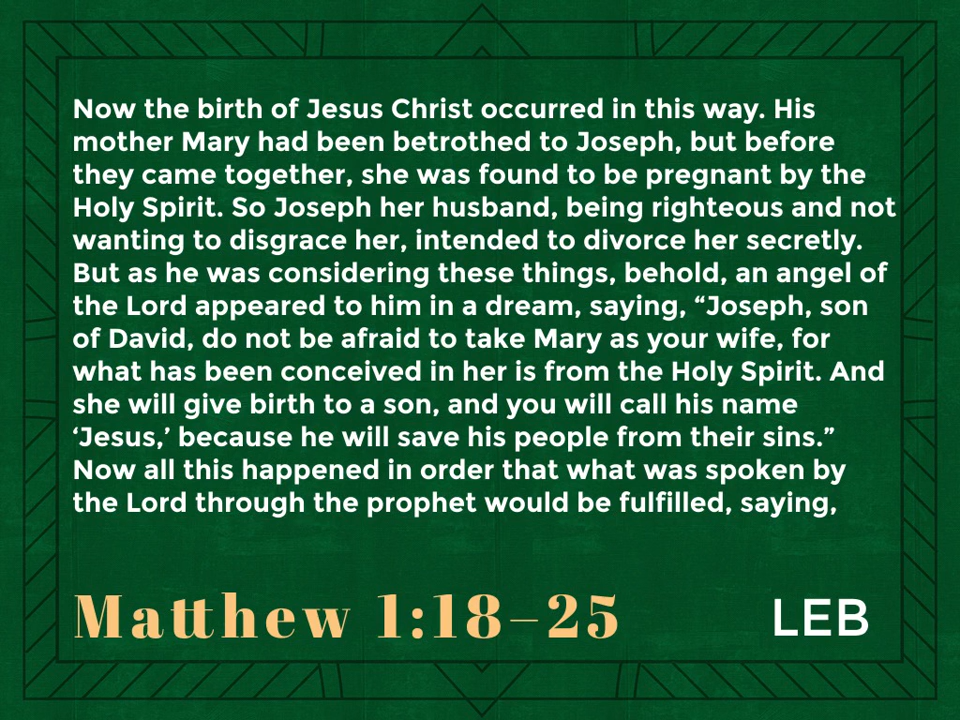 Now the birth of Jesus Christ occurred in this way. His
mother Mary had been betrothed to Joseph, but before
they came together, she was found to be pregnant by the
Holy Spirit. So Joseph her husband, being righteous and not
wanting to disgrace her, intended to divorce her secretly.
But as he was considering these things, behold, an angel of
the Lord appeared to him in a dream, saying, “Joseph, son
of David, do not be afraid to take Mary as your wife, for
what has been conceived in her is from the Holy Spirit. And
she will give birth to a son, and you will call his name
‘Jesus,’ because he will save his people from their sins.”
Now all this happened in order that what was spoken by
the Lord through the prophet would be fulfilled, saying,
Matthew 1:18–25
LEB